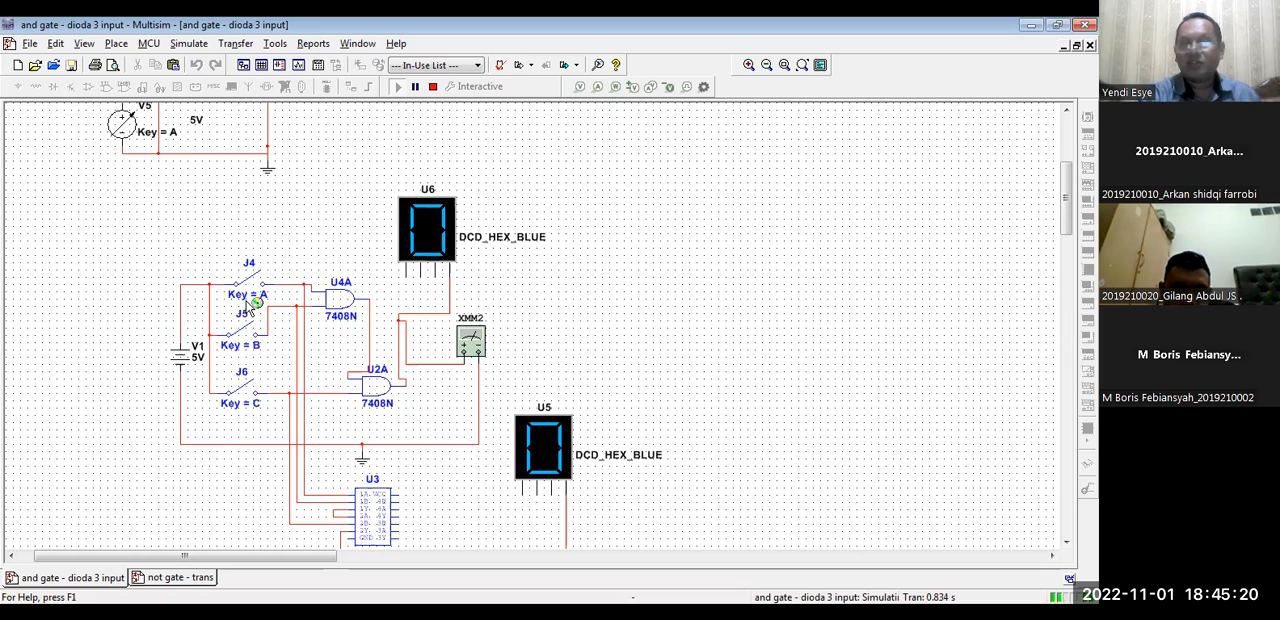 and gate - dioda 3 input - Multisim - [and gate - dioda 3 input]
File Edit View Place MCU Simulate Transfer Tools Reports Window Help
--- In-Use List ---
Interactive
V5
5V
Key = A
U6
DCD_HEX_BLUE
J4
Key = A
U4A
7408N
J5
Key = B
XMM2
V1
5V
J6
Key = C
U2A
7408N
U5
DCD_HEX_BLUE
U3
and gate - dioda 3 input not gate - trans
For Help, press F1
- and gate - dioda 3 input: Simulati Tran: 0.834 s
Yendi Esye
2019210010_Arka...
2019210010_Arkan shidqi farrobi
2019210020_Gilang Abdul JS .
M Boris Febiansy...
M Boris Febiansyah_2019210002
2022-11-01 18:45:20